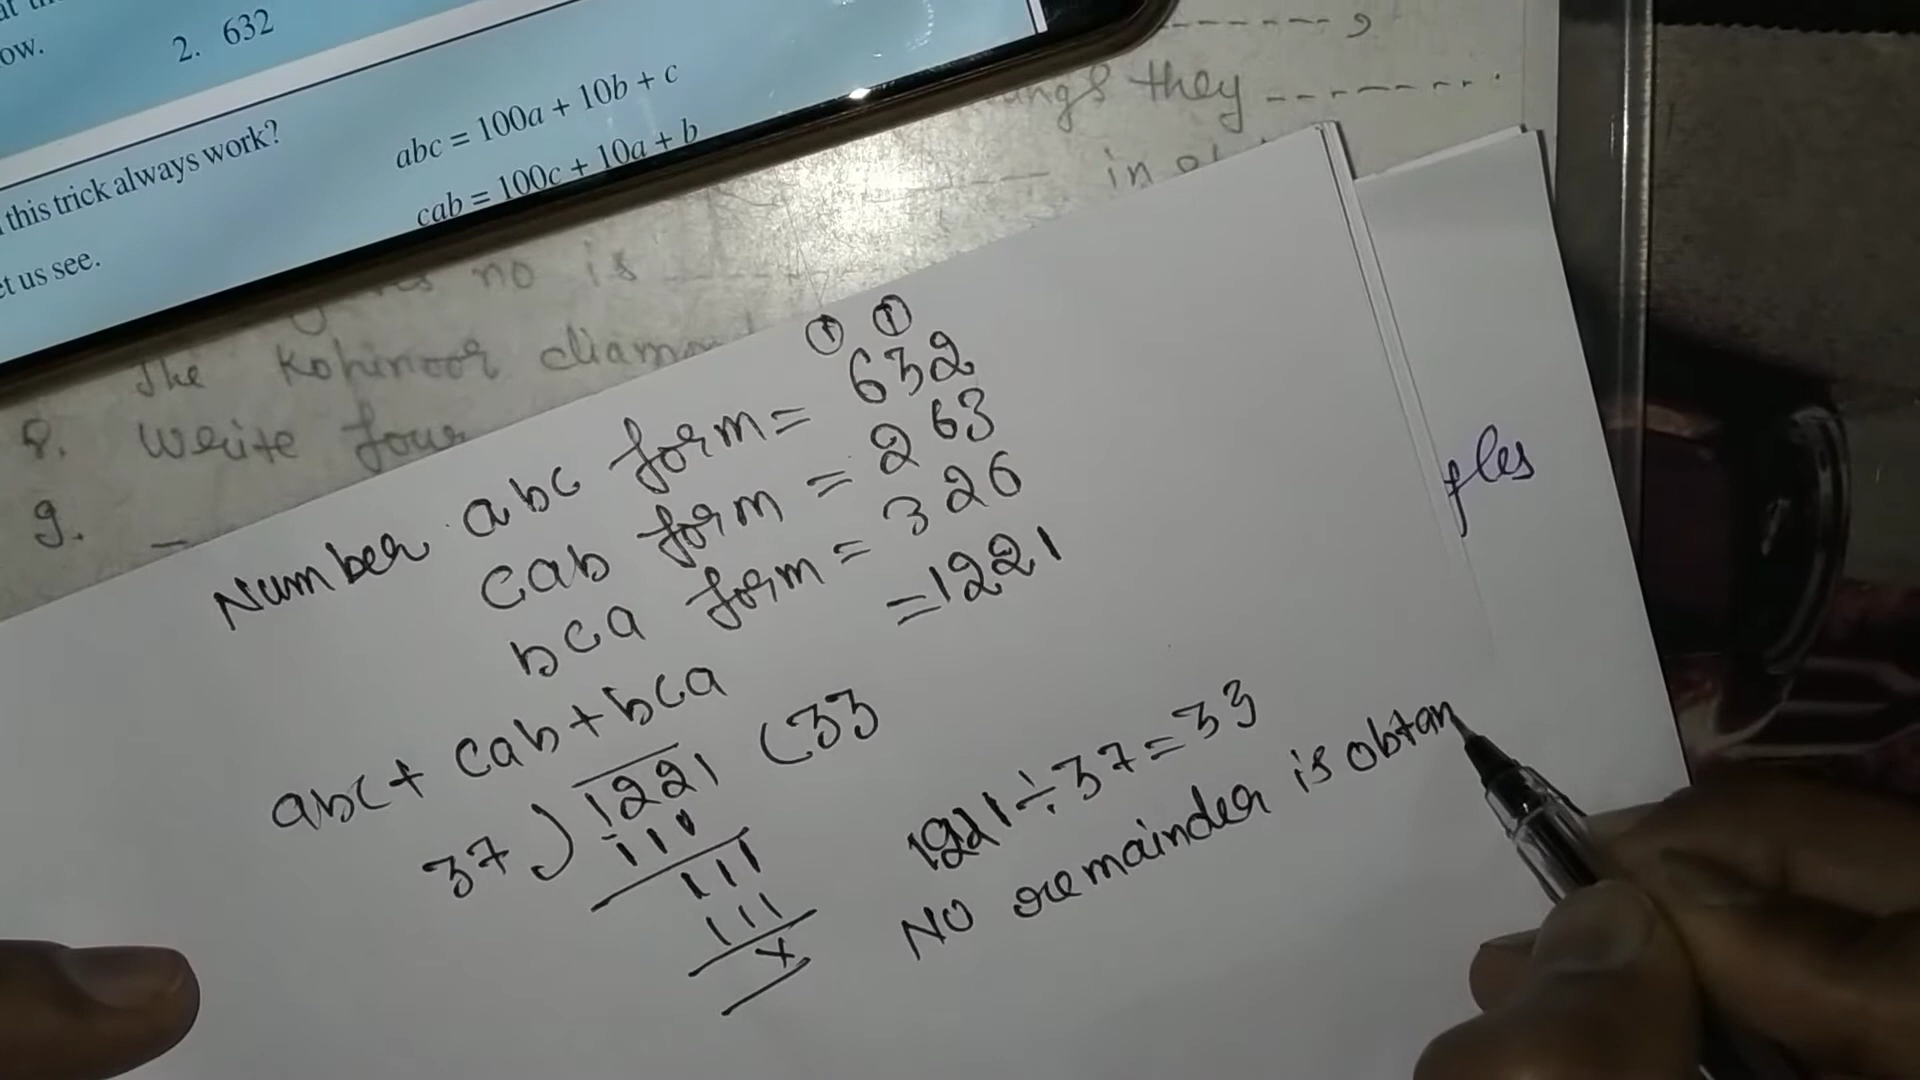 ow.
2. 632
this trick always work?
abc = 100a + 10b + c
cab = 100c + 10a + b
et us see.
they -------.
in
no is
The Kohinoor
8. Write four
9.
1 1
Number abc form = 632
cab form = 263
bca form = 326
=1221
abc + cab + bca
37)1221(33
111
111
111
x
1221÷37=33
No remainder is obtan
ples